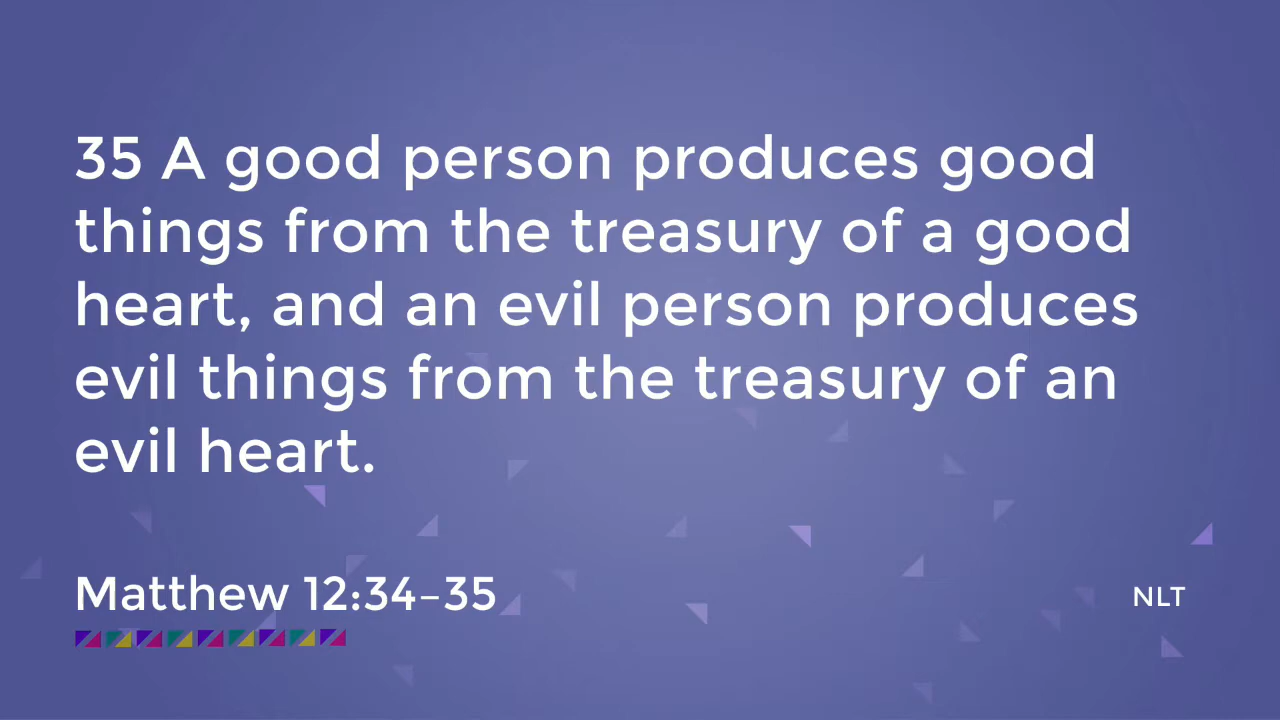 35 A good person produces good
things from the treasury of a good
heart, and an evil person produces
evil things from the treasury of an
evil heart.
Matthew 12:34–35
NLT